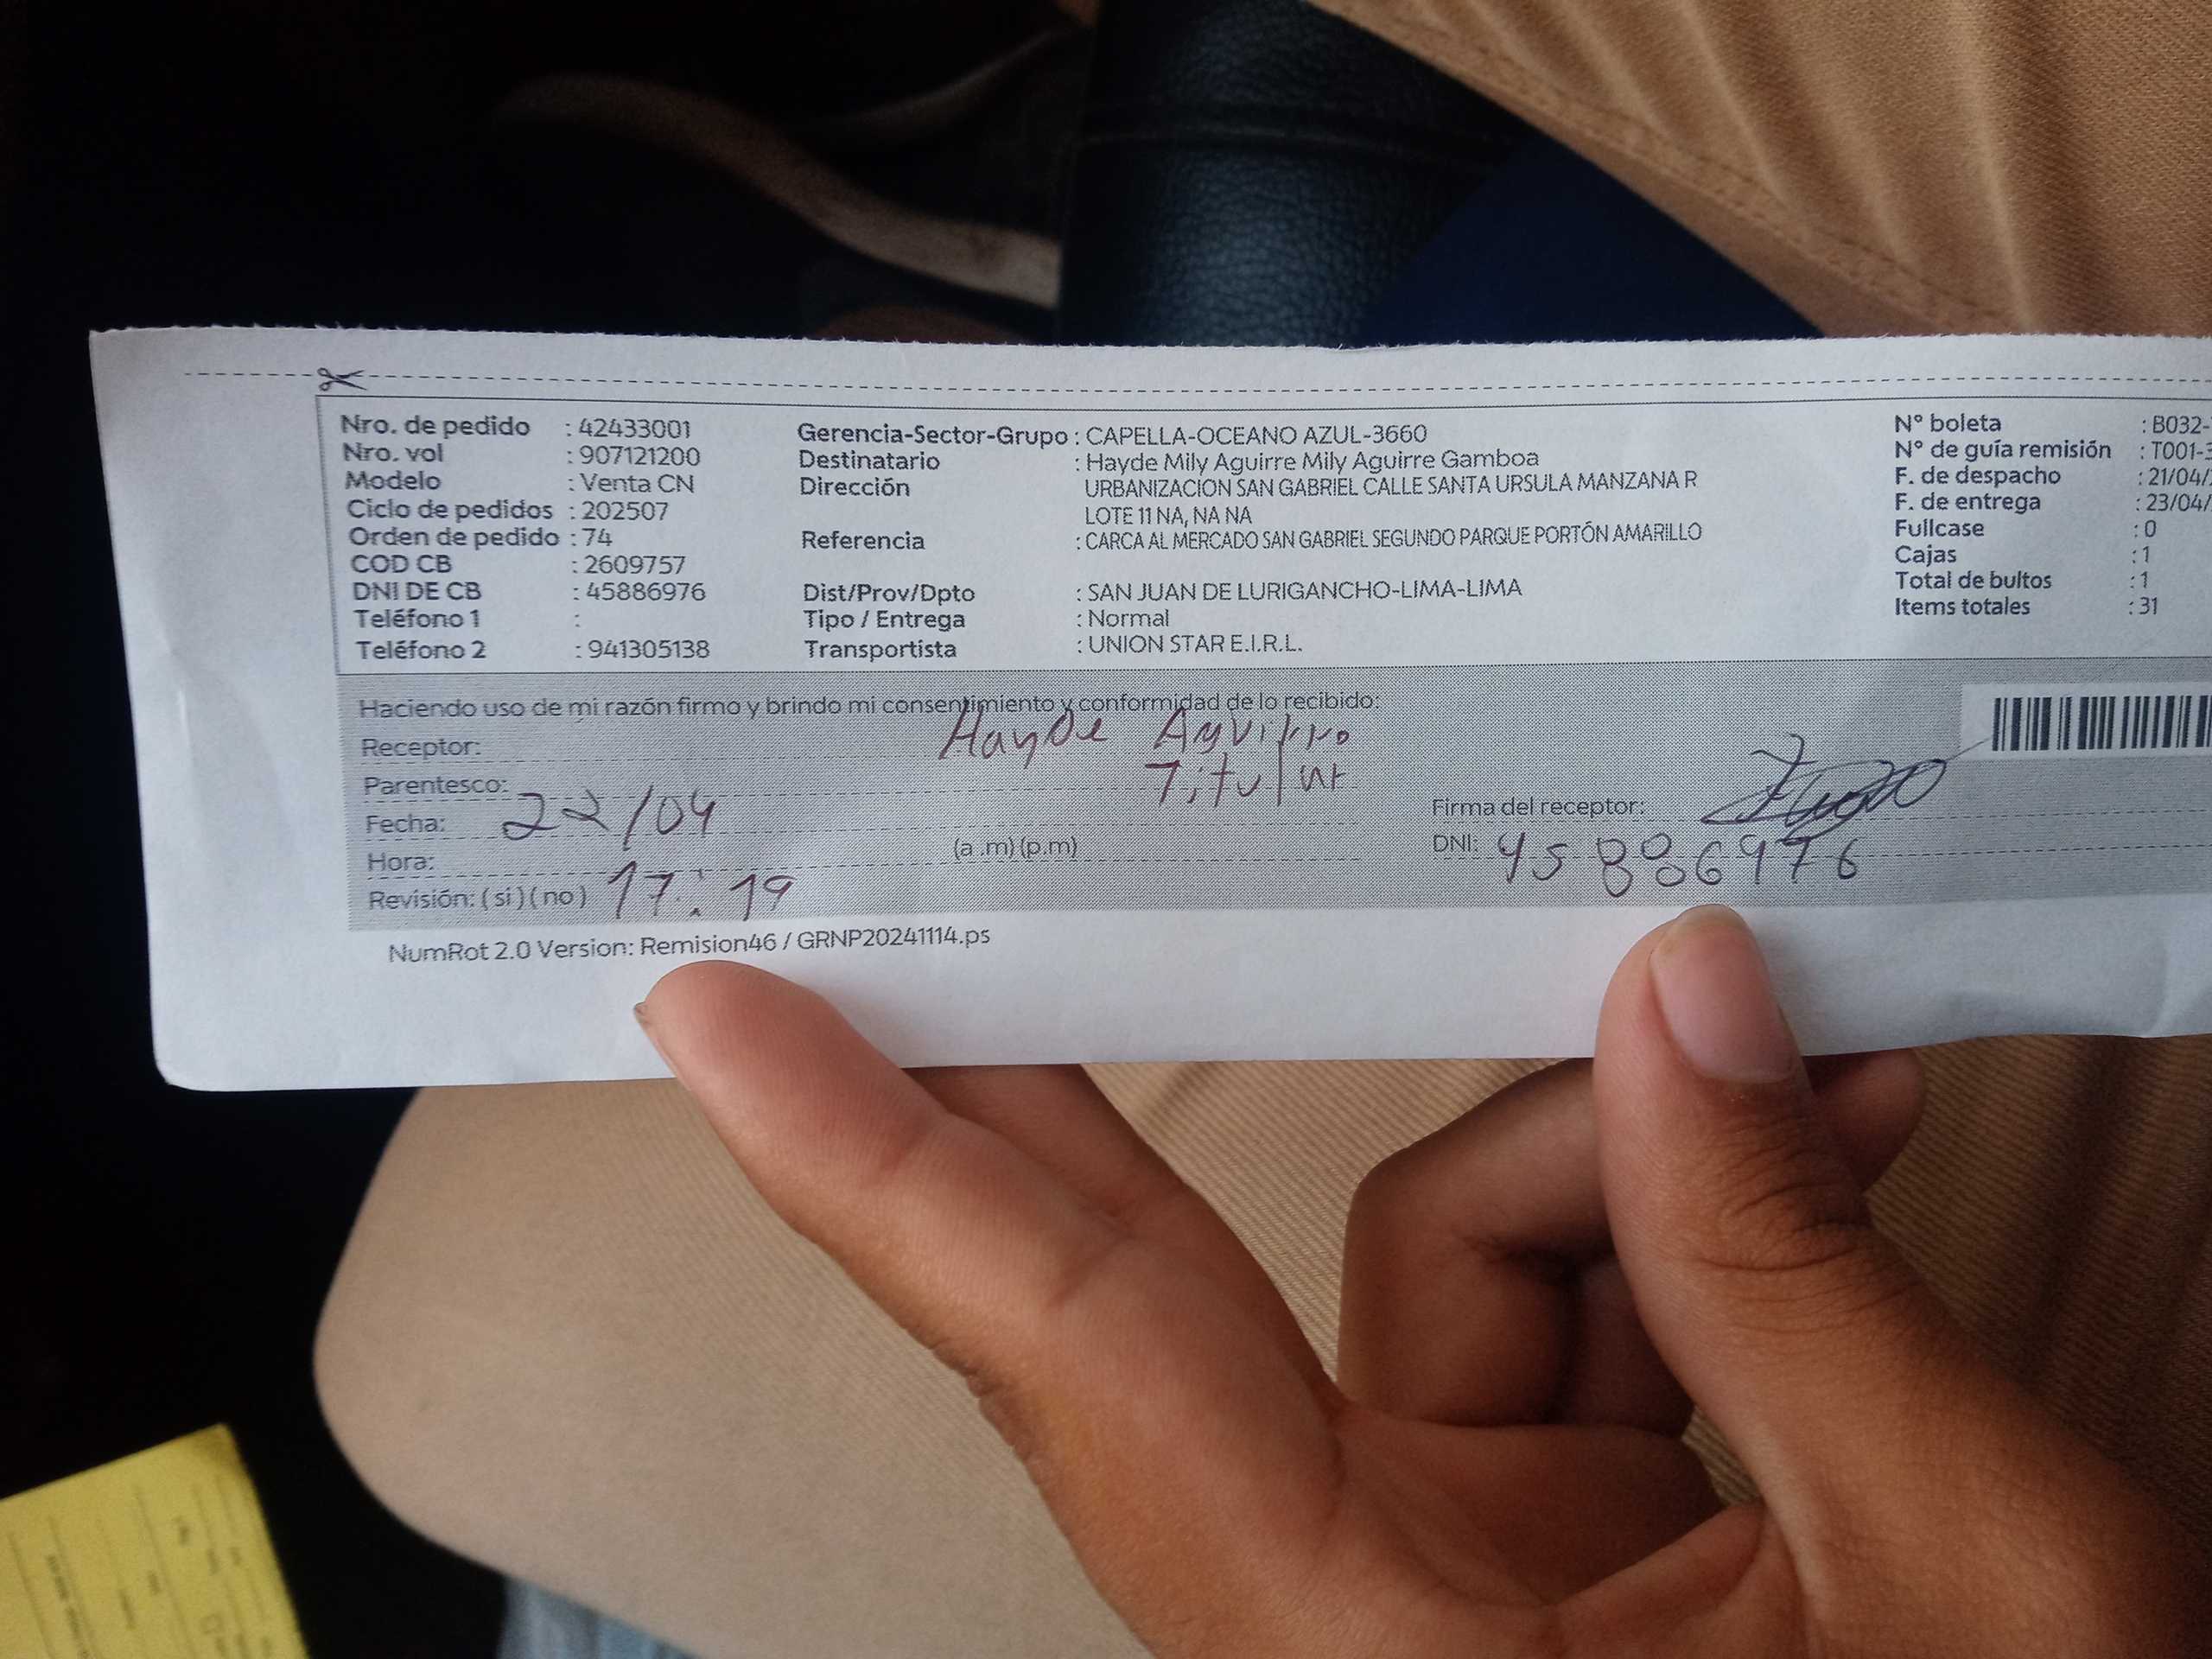 Nro. de pedido : 42433001
Nro. vol : 907121200
Modelo : Venta CN
Ciclo de pedidos : 202507
Orden de pedido : 74
COD CB : 2609757
DNI DE CB : 45886976
Teléfono 1 :
Teléfono 2 : 941305138
Gerencia-Sector-Grupo : CAPELLA-OCEANO AZUL-3660
Destinatario : Hayde Mily Aguirre Mily Aguirre Gamboa
Dirección URBANIZACION SAN GABRIEL CALLE SANTA URSULA MANZANA R
LOTE 11 NA, NA NA
Referencia : CARCA AL MERCADO SAN GABRIEL SEGUNDO PARQUE PORTÓN AMARILLO
Dist/Prov/Dpto : SAN JUAN DE LURIGANCHO-LIMA-LIMA
Tipo / Entrega : Normal
Transportista : UNION STAR E.I.R.L.
N° boleta : B032-
N° de guía remisión : T001-3
F. de despacho : 21/04/
F. de entrega : 23/04/
Fullcase : 0
Cajas : 1
Total de bultos : 1
Items totales : 31
Haciendo uso de mi razón firmo y brindo mi consentimiento y conformidad de lo recibido:
Receptor: Hayde Aguirre
Parentesco: Titular
Fecha: 22/04
Hora: (a .m) (p.m)
Revisión: ( si ) ( no ) 17:19
Firma del receptor:
DNI: 45886976
NumRot 2.0 Version: Remision46 / GRNP20241114.ps